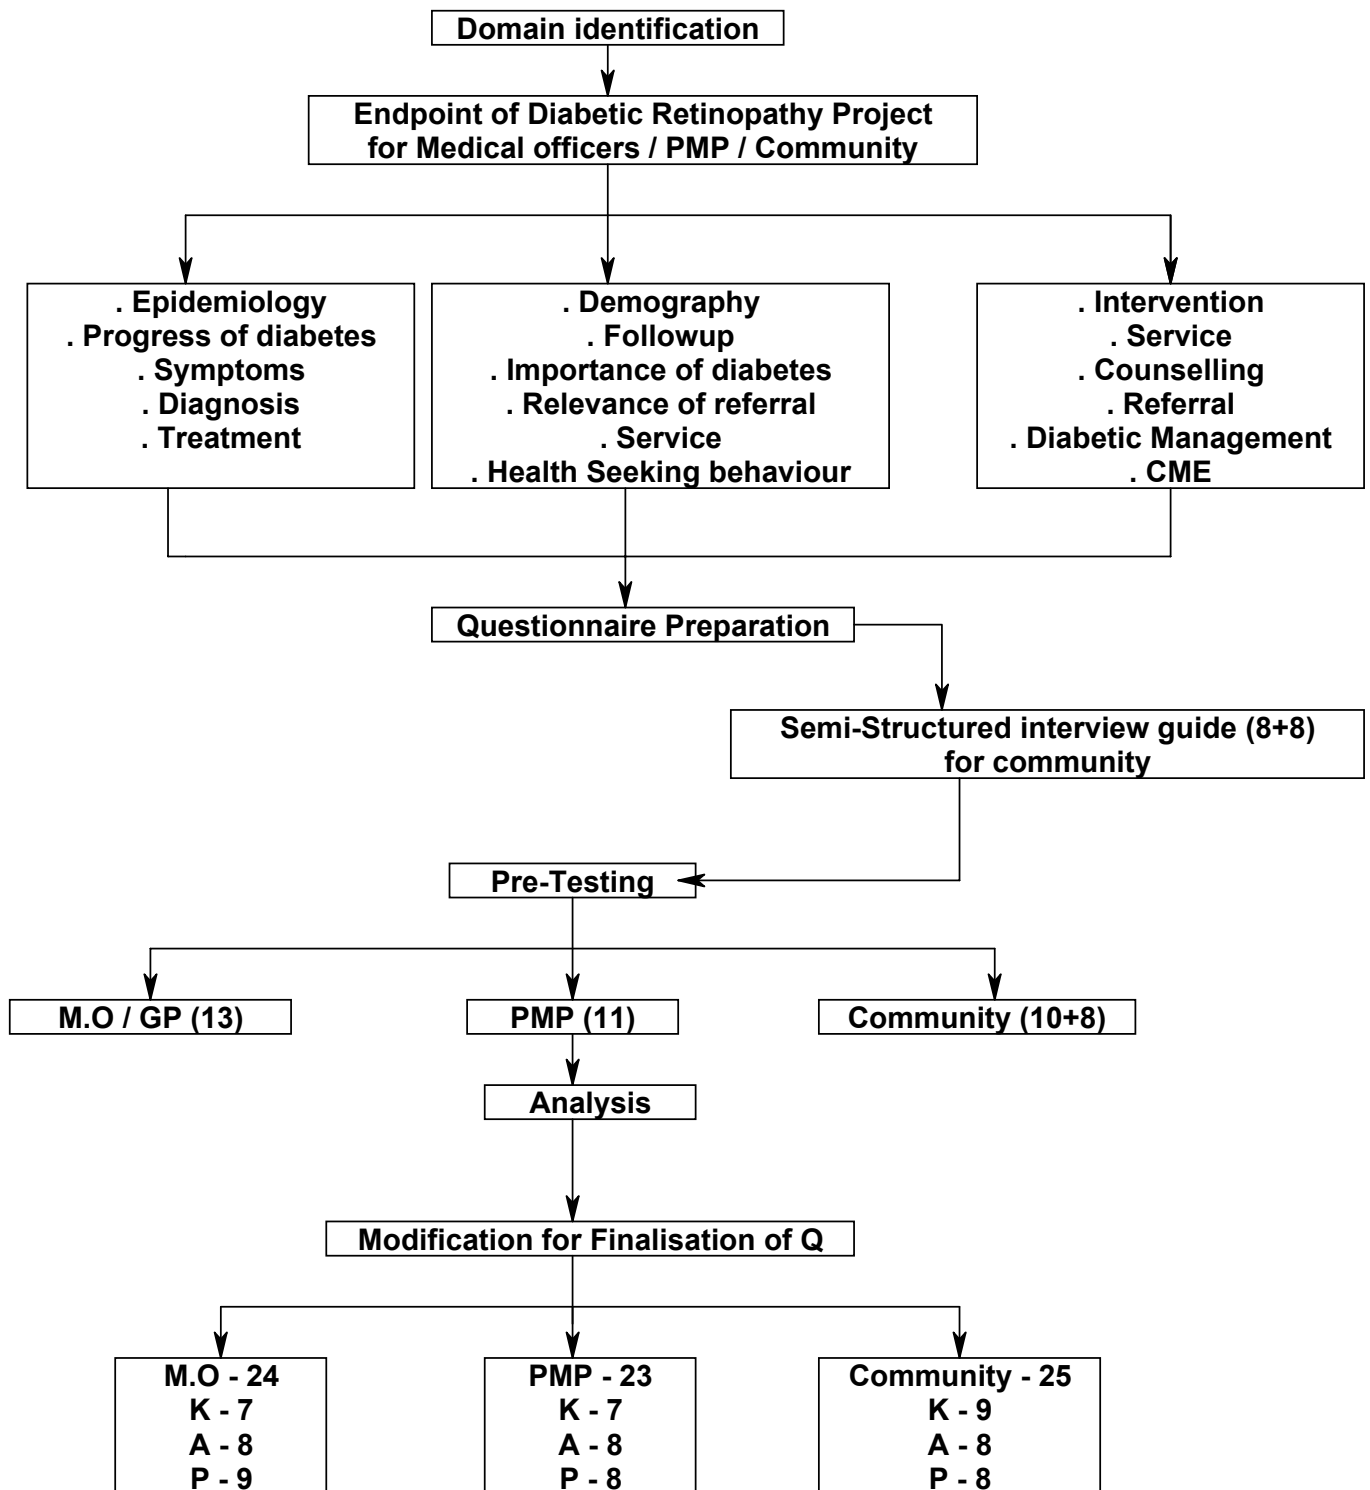 Domain identification
Endpoint of Diabetic Retinopathy Project
for Medical officers / PMP / Community
. Epidemiology
. Progress of diabetes
. Symptoms
. Diagnosis
. Treatment
. Demography
. Followup
. Importance of diabetes
. Relevance of referral
. Service
. Health Seeking behaviour
. Intervention
. Service
. Counselling
. Referral
. Diabetic Management
. CME
Questionnaire Preparation
Semi-Structured interview guide (8+8)
for community
Pre-Testing
M.O / GP (13)
PMP (11)
Community (10+8)
Analysis
Modification for Finalisation of Q
M.O - 24
K - 7
A - 8
P - 9
PMP - 23
K - 7
A - 8
P - 8
Community - 25
K - 9
A - 8
P - 8